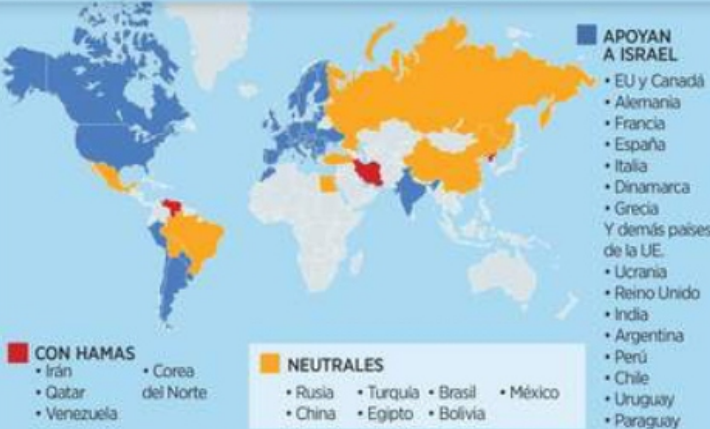 APOYAN
A ISRAEL
• EU y Canadá
• Alemania
• Francia
• España
• Italia
• Dinamarca
• Grecia
Y demás países
de la UE.
• Ucrania
• Reino Unido
• India
• Argentina
• Perú
• Chile
• Uruguay
• Paraguay
CON HAMAS
• Irán
• Qatar
• Venezuela
• Corea
del Norte
NEUTRALES
• Rusia • Turquía • Brasil • México
• China • Egipto • Bolivia